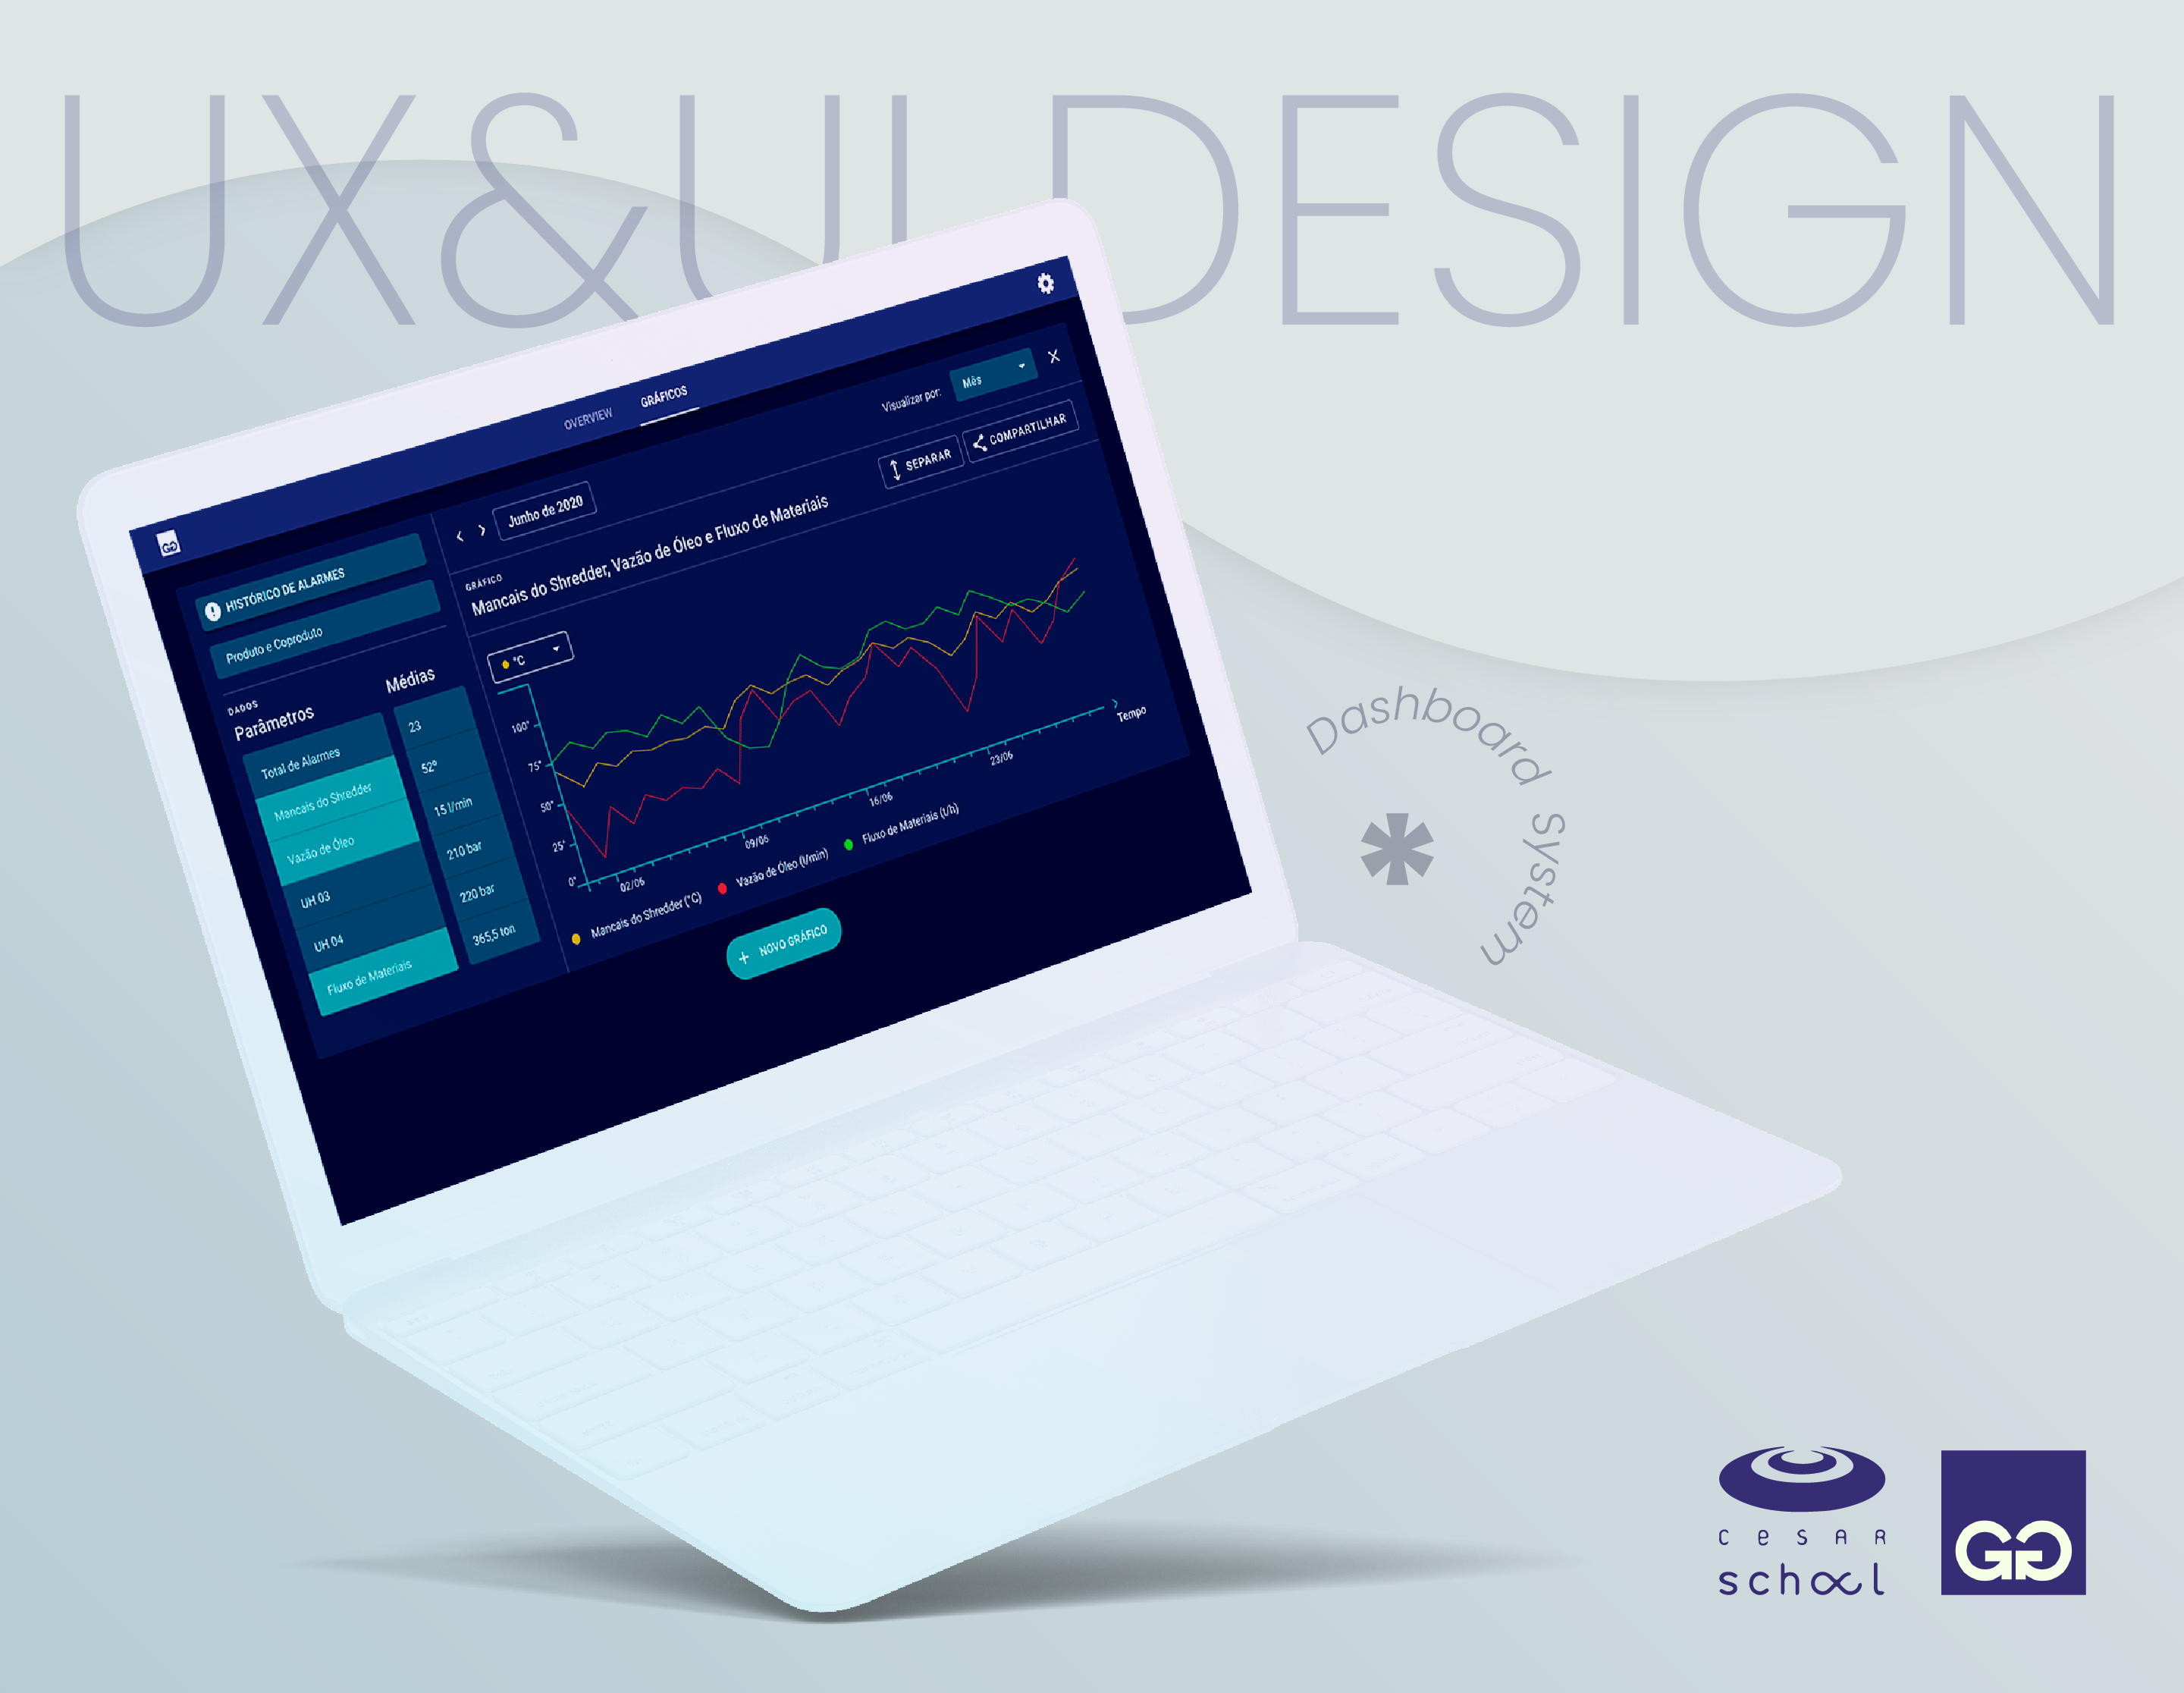 UX&UI DESIGN
OVERVIEW
GRÁFICOS
HISTÓRICO DE ALARMES
Produto e Coproduto
DADOS
Parâmetros
Médias
Total de Alarmes
23
Mancais do Shredder
52º
Vazão de Óleo
15 l/min
UH 03
210 bar
UH 04
220 bar
Fluxo de Materiais
365,5 ton
Junho de 2020
Visualizar por:
Mês
GRÁFICO
Mancais do Shredder, Vazão de Óleo e Fluxo de Materiais
SEPARAR
COMPARTILHAR
°C
100°
75°
50°
25°
0°
02/06
09/06
16/06
23/06
Tempo
Mancais do Shredder (°C)
Vazão de Óleo (l/min)
Fluxo de Materiais (t/h)
+ NOVO GRÁFICO
Dashboard System
cesar
school
GG